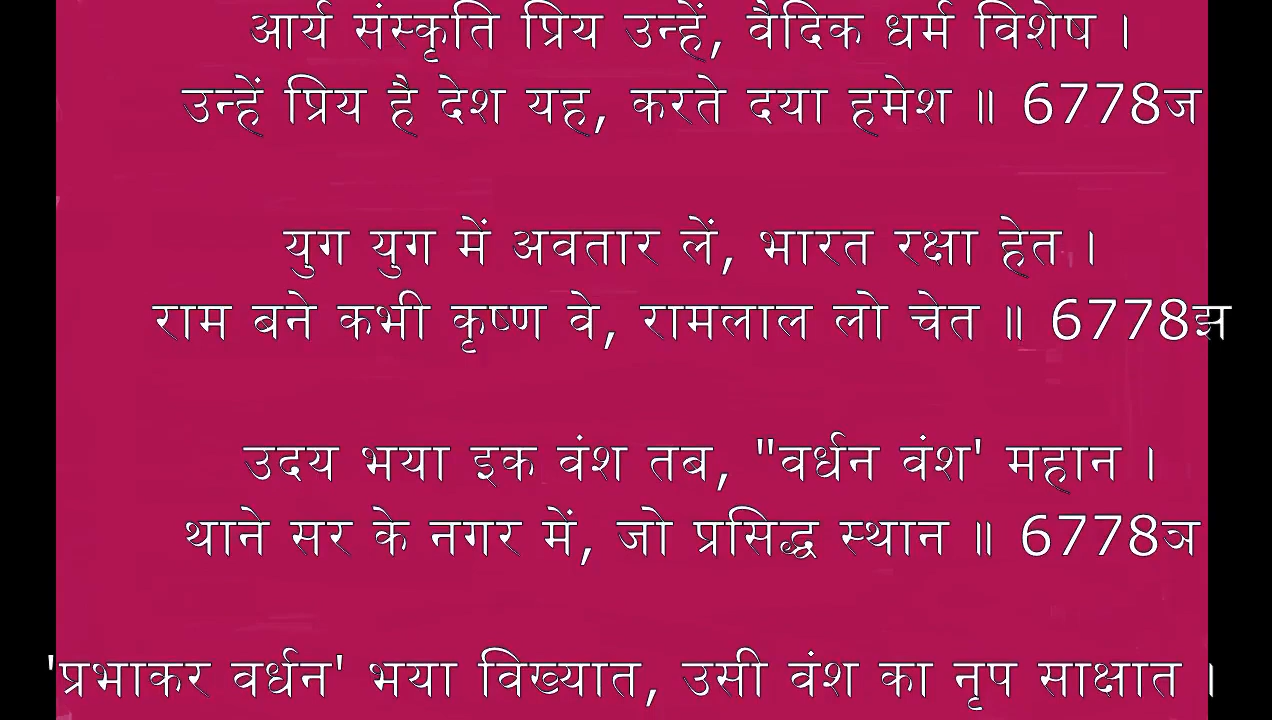 आर्य संस्कृति प्रिय उन्हें, वैदिक धर्म विशेष ।
उन्हें प्रिय है देश यह, करते दया हमेश ॥ 6778ज
युग युग में अवतार लें, भारत रक्षा हेत ।
राम बने कभी कृष्ण वे, रामलाल लो चेत ॥ 6778झ
उदय भया इक वंश तब, "वर्धन वंश' महान ।
थाने सर के नगर में, जो प्रसिद्ध स्थान ॥ 6778ञ
'प्रभाकर वर्धन' भया विख्यात, उसी वंश का नृप साक्षात ।